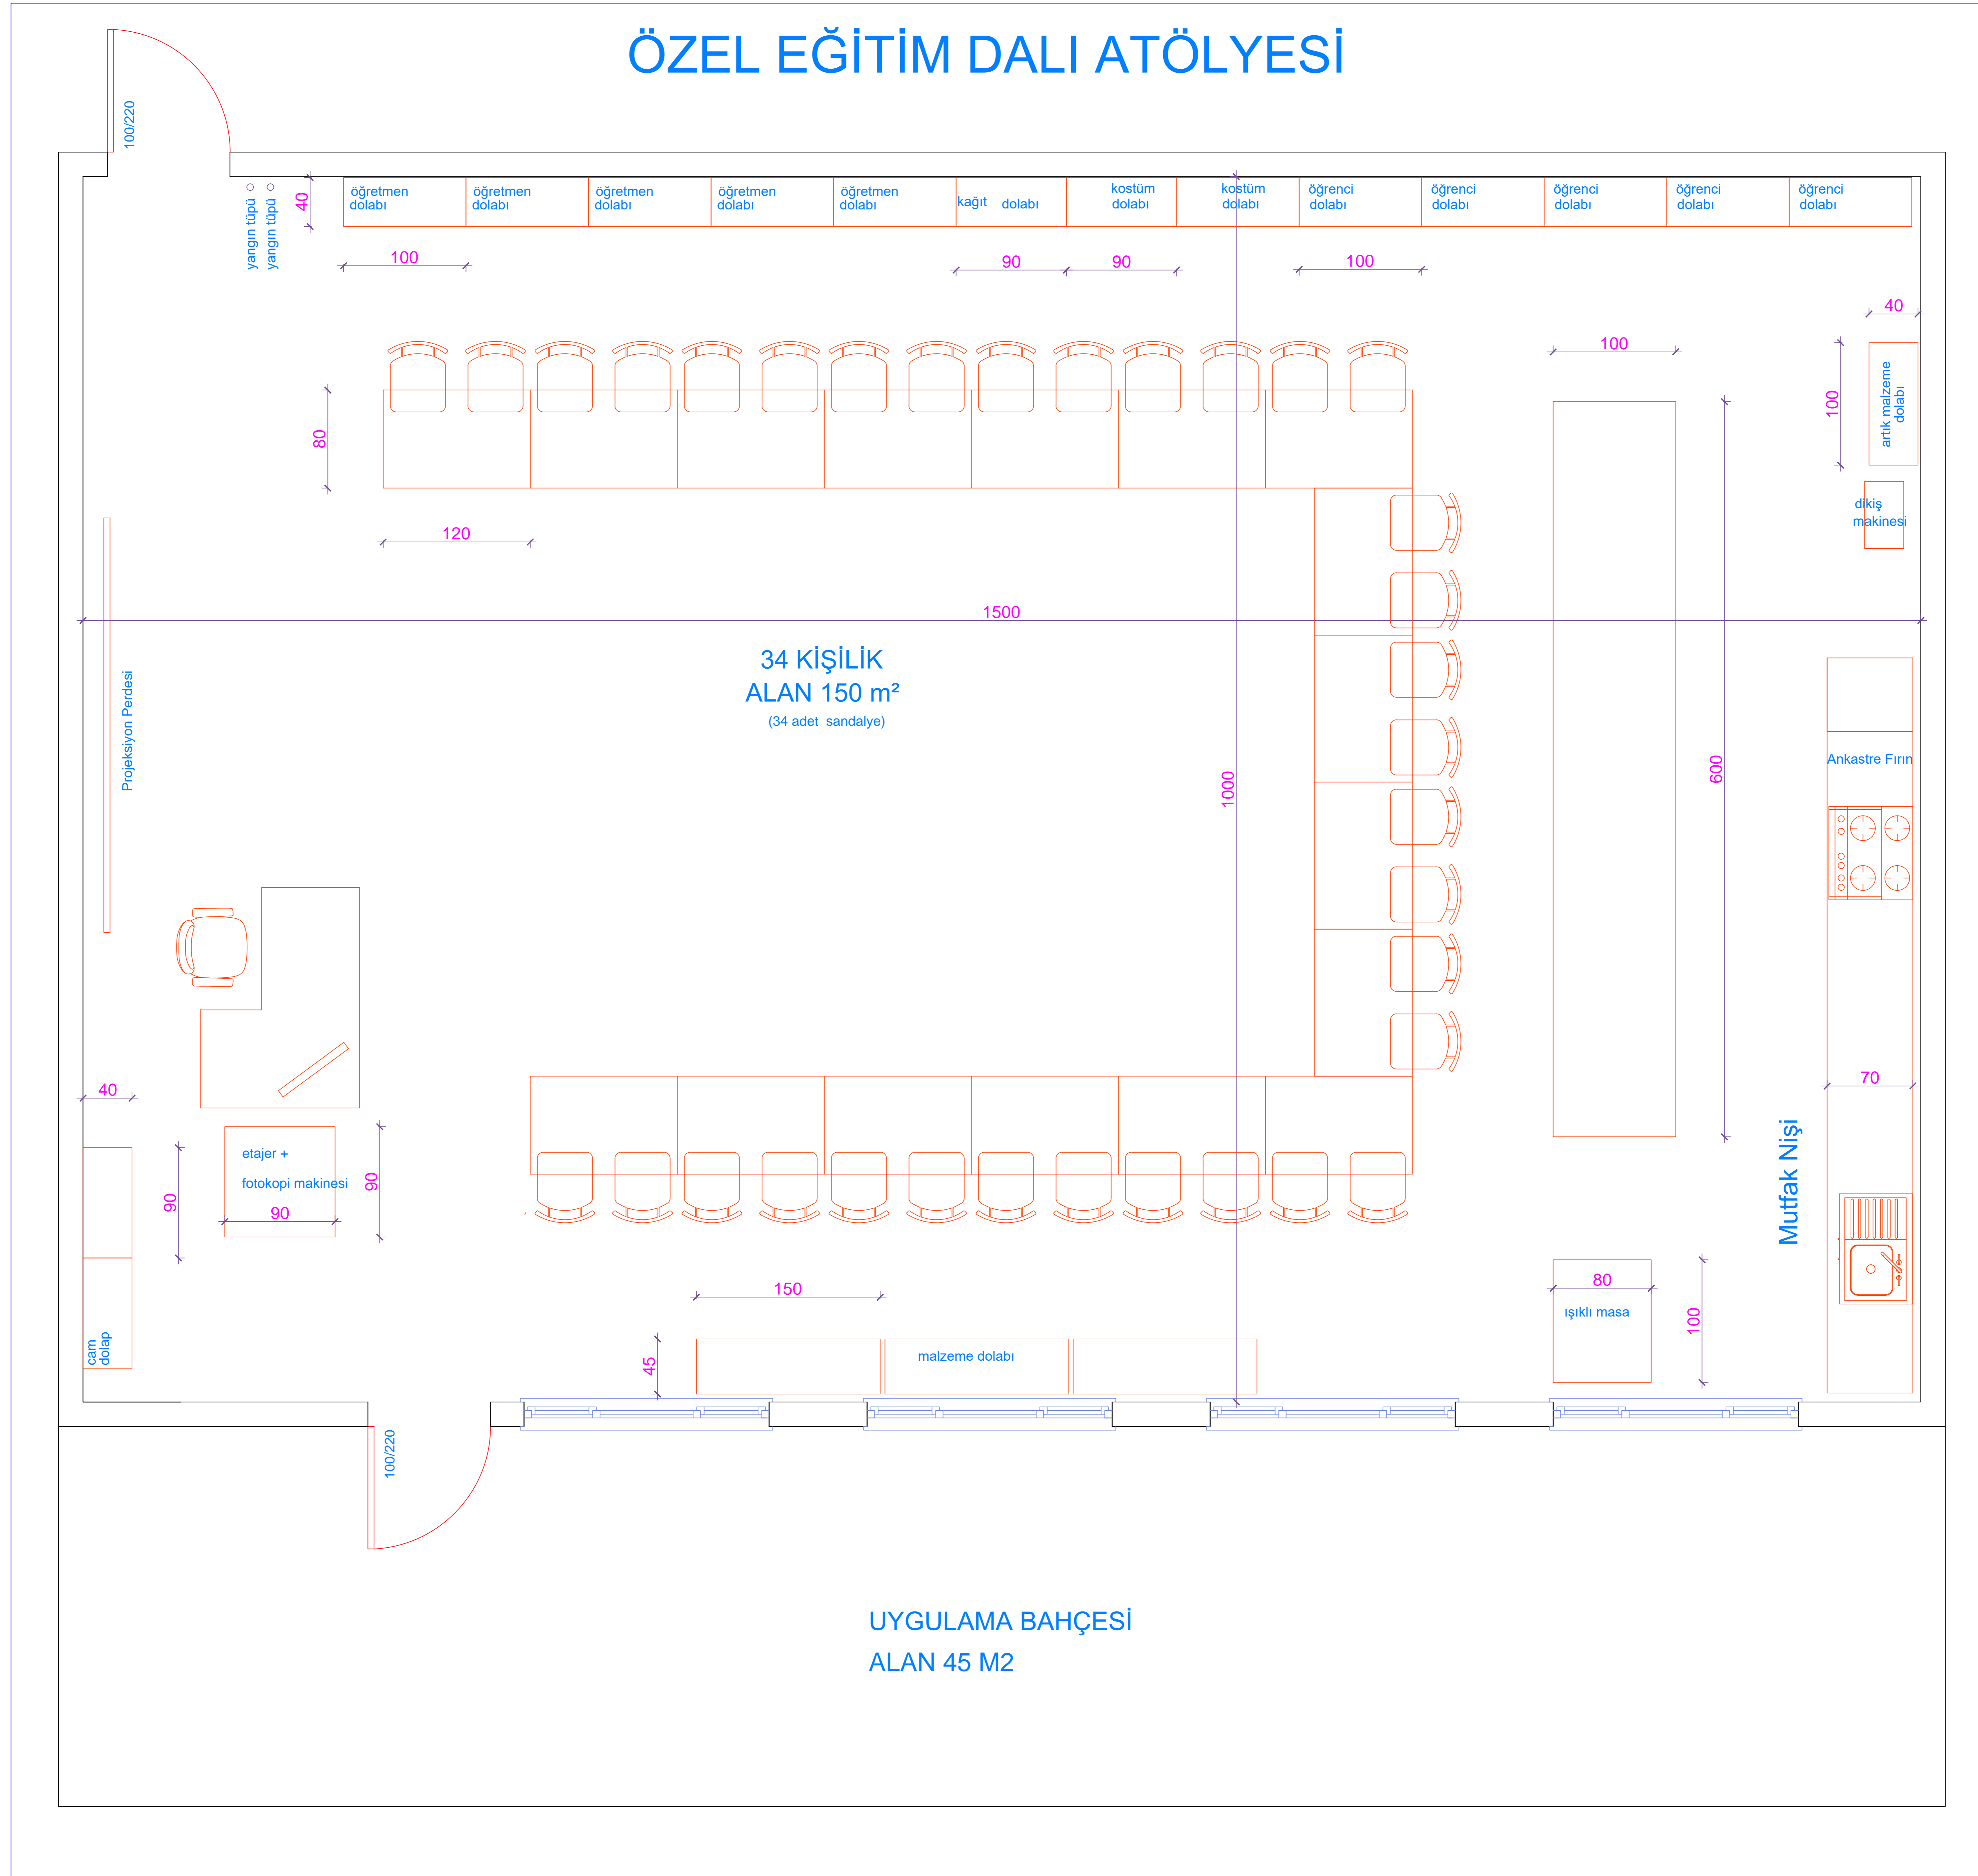 ÖZEL EĞİTİM DALI ATÖLYESİ
100/220
yangın tüpü
yangın tüpü
40
öğretmen
dolabı
öğretmen
dolabı
öğretmen
dolabı
öğretmen
dolabı
öğretmen
dolabı
kağıt dolabı
kostüm
dolabı
kostüm
dolabı
öğrenci
dolabı
öğrenci
dolabı
öğrenci
dolabı
öğrenci
dolabı
öğrenci
dolabı
100
90
90
100
40
100
100
artık malzeme
dolabı
80
120
dikiş
makinesi
1500
34 KİŞİLİK
ALAN 150 m²
(34 adet sandalye)
Projeksiyon Perdesi
1000
600
Ankastre Fırın
40
70
Mutfak Nişi
etajer +
fotokopi makinesi
90
90
90
cam
dolap
150
45
malzeme dolabı
80
ışıklı masa
100
100/220
UYGULAMA BAHÇESİ
ALAN 45 M2